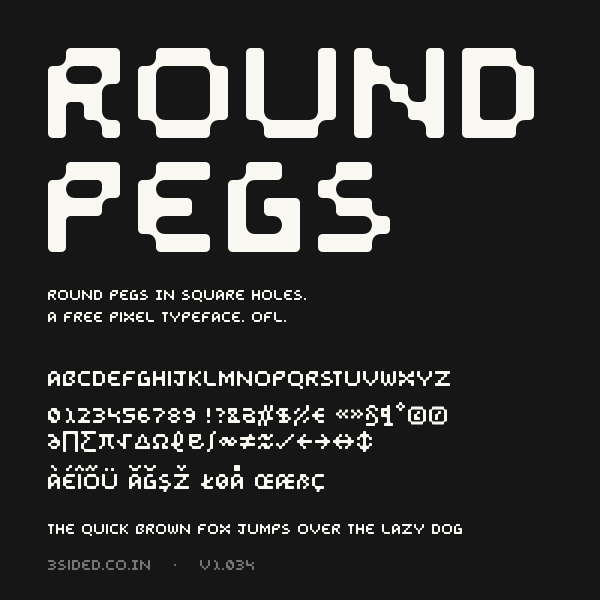 ROUND
PEGS
ROUND PEGS IN SQUARE HOLES.
A FREE PIXEL TYPEFACE. OFL.
ABCDEFGHIJKLMNOPQRSTUVWXYZ
0123456789 !?&
«»§¶°©
∂∏∑π√∆Ωℓ℮∫∞≠≈✓←→↔↕
ÀÉÎÕÜ ĂĞŞŽ ŁØÅ ŒÆßÇ
THE QUICK BROWN FOX JUMPS OVER THE LAZY DOG
3SIDED.CO.IN · V1.034